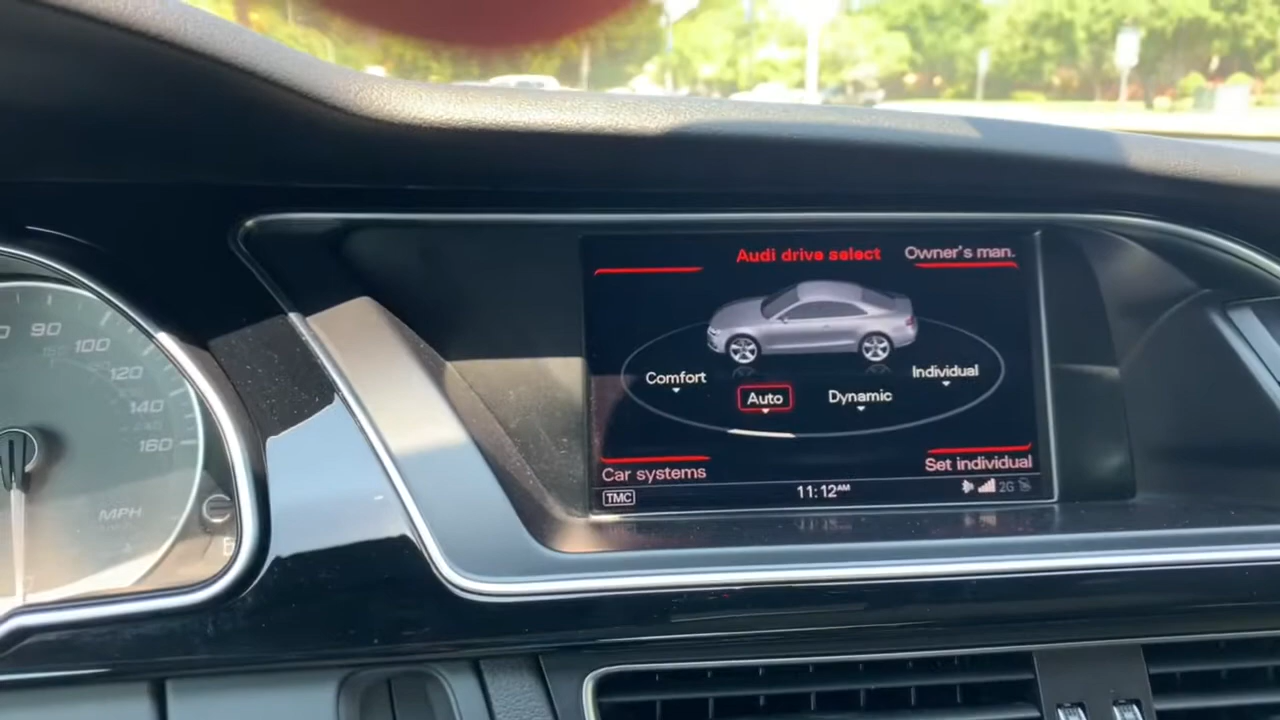 Audi drive select
Owner's man.
Comfort
Auto
Dynamic
Individual
Car systems
Set individual
TMC
11:12AM
2G
90
100
120
140
160
MPH